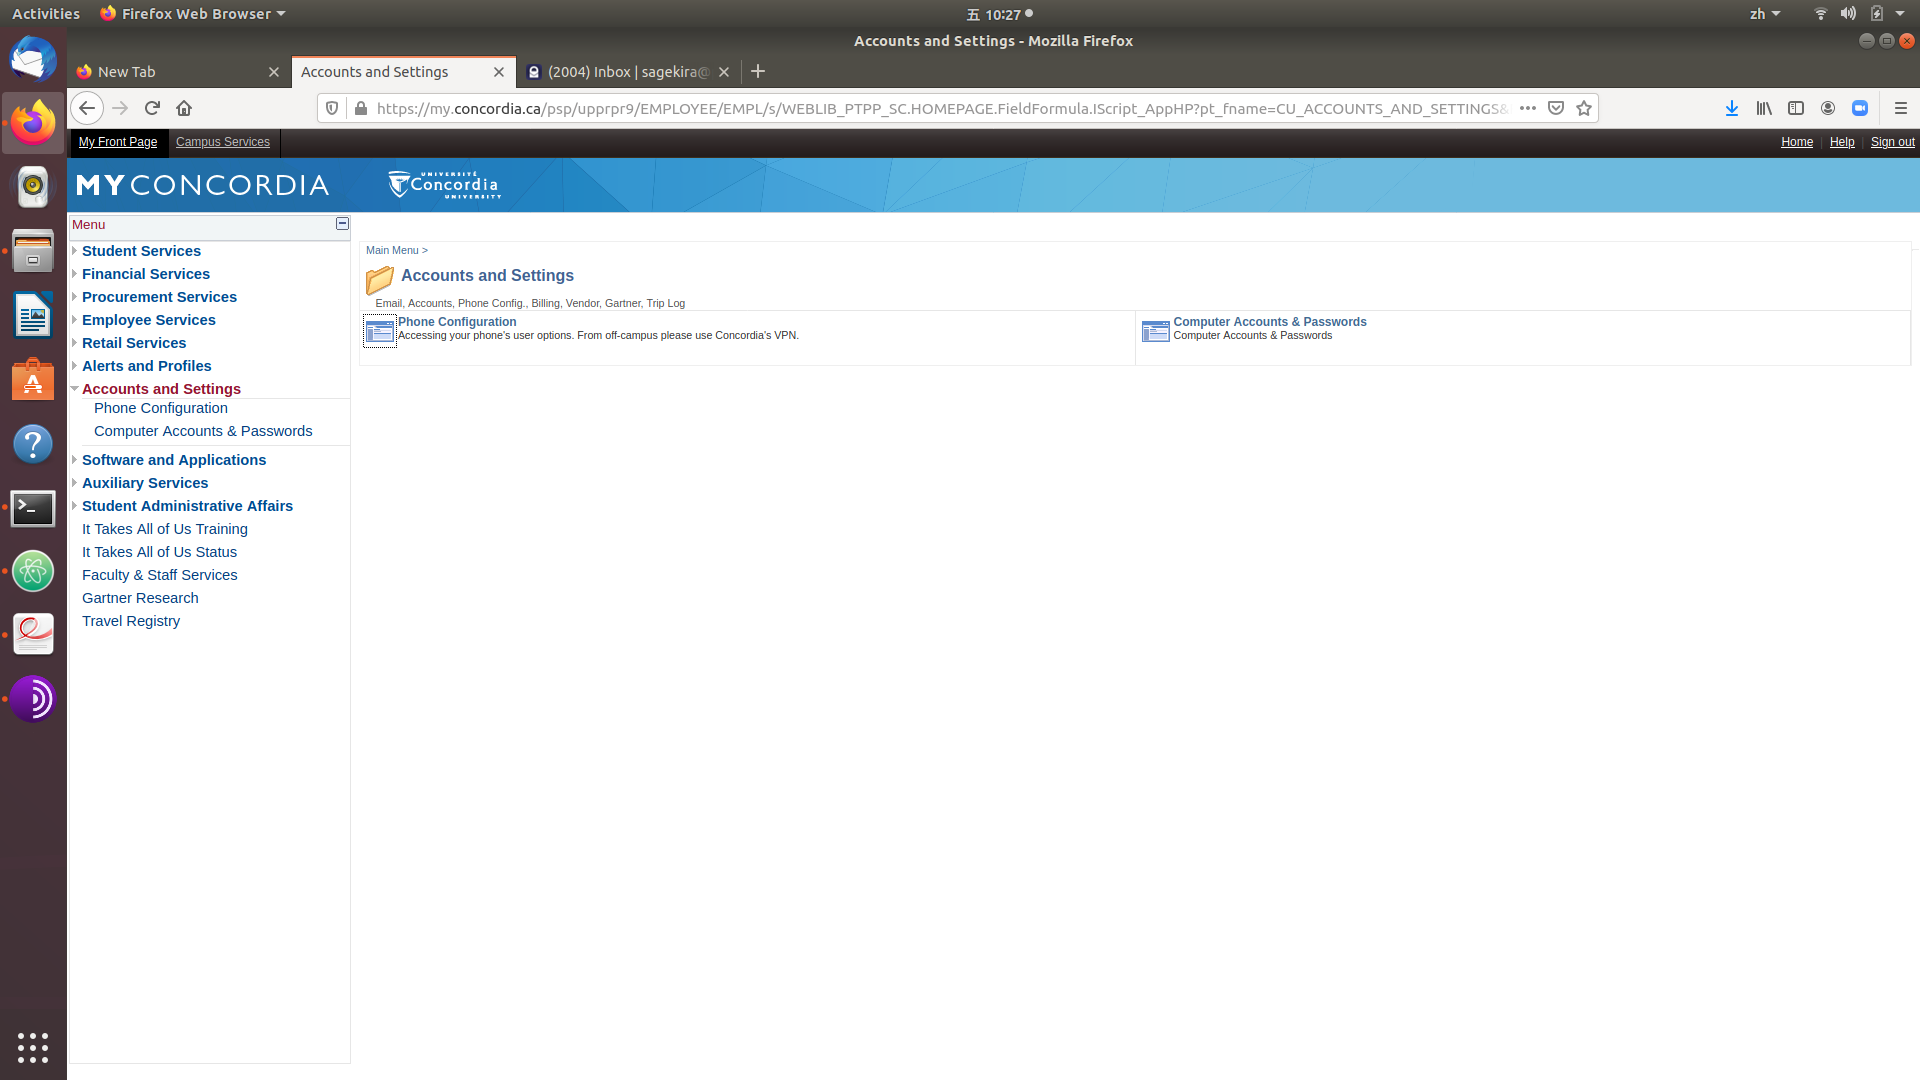 Activities
Firefox Web Browser
五 10:27
zh
Accounts and Settings - Mozilla Firefox
New Tab
Accounts and Settings
(2004) Inbox | sagekira@
https://my.concordia.ca/psp/upprpr9/EMPLOYEE/EMPL/s/WEBLIB_PTPP_SC.HOMEPAGE.FieldFormula.IScript_AppHP?pt_fname=CU_ACCOUNTS_AND_SETTINGS&
My Front Page
Campus Services
Home
Help
Sign out
MYCONCORDIA
UNIVERSITÉ
Concordia
UNIVERSITY
Menu
Student Services
Financial Services
Procurement Services
Employee Services
Retail Services
Alerts and Profiles
Accounts and Settings
Phone Configuration
Computer Accounts & Passwords
Software and Applications
Auxiliary Services
Student Administrative Affairs
It Takes All of Us Training
It Takes All of Us Status
Faculty & Staff Services
Gartner Research
Travel Registry
Main Menu >
Accounts and Settings
Email, Accounts, Phone Config., Billing, Vendor, Gartner, Trip Log
Phone Configuration
Accessing your phone's user options. From off-campus please use Concordia's VPN.
Computer Accounts & Passwords
Computer Accounts & Passwords